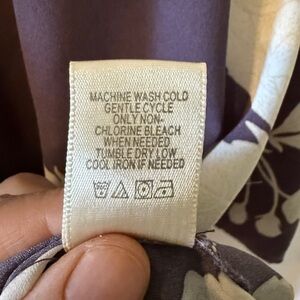 MACHINE WASH COLD
GENTLE CYCLE
ONLY NON-
CHLORINE BLEACH
WHEN NEEDED
TUMBLE DRY LOW
COOL IRON IF NEEDED